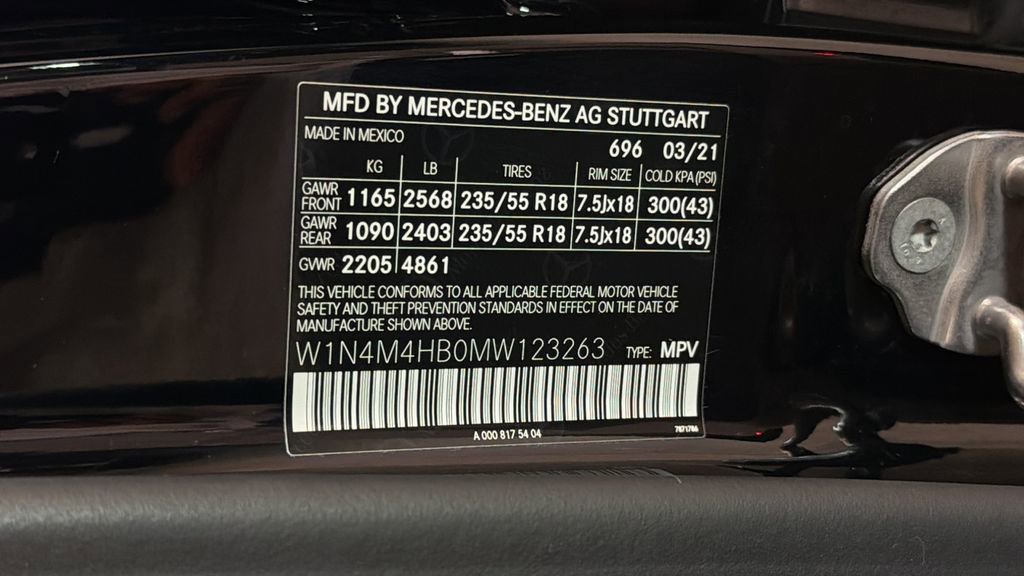 MFD BY MERCEDES-BENZ AG STUTTGART
MADE IN MEXICO
696 03/21
KG LB TIRES RIM SIZE COLD KPA (PSI)
GAWR FRONT 1165 2568 235/55 R18 7.5Jx18 300(43)
GAWR REAR 1090 2403 235/55 R18 7.5Jx18 300(43)
GVWR 2205 4861
THIS VEHICLE CONFORMS TO ALL APPLICABLE FEDERAL MOTOR VEHICLE
SAFETY AND THEFT PREVENTION STANDARDS IN EFFECT ON THE DATE OF
MANUFACTURE SHOWN ABOVE.
W1N4M4HB0MW123263 TYPE: MPV
A 000 817 54 04
7871786